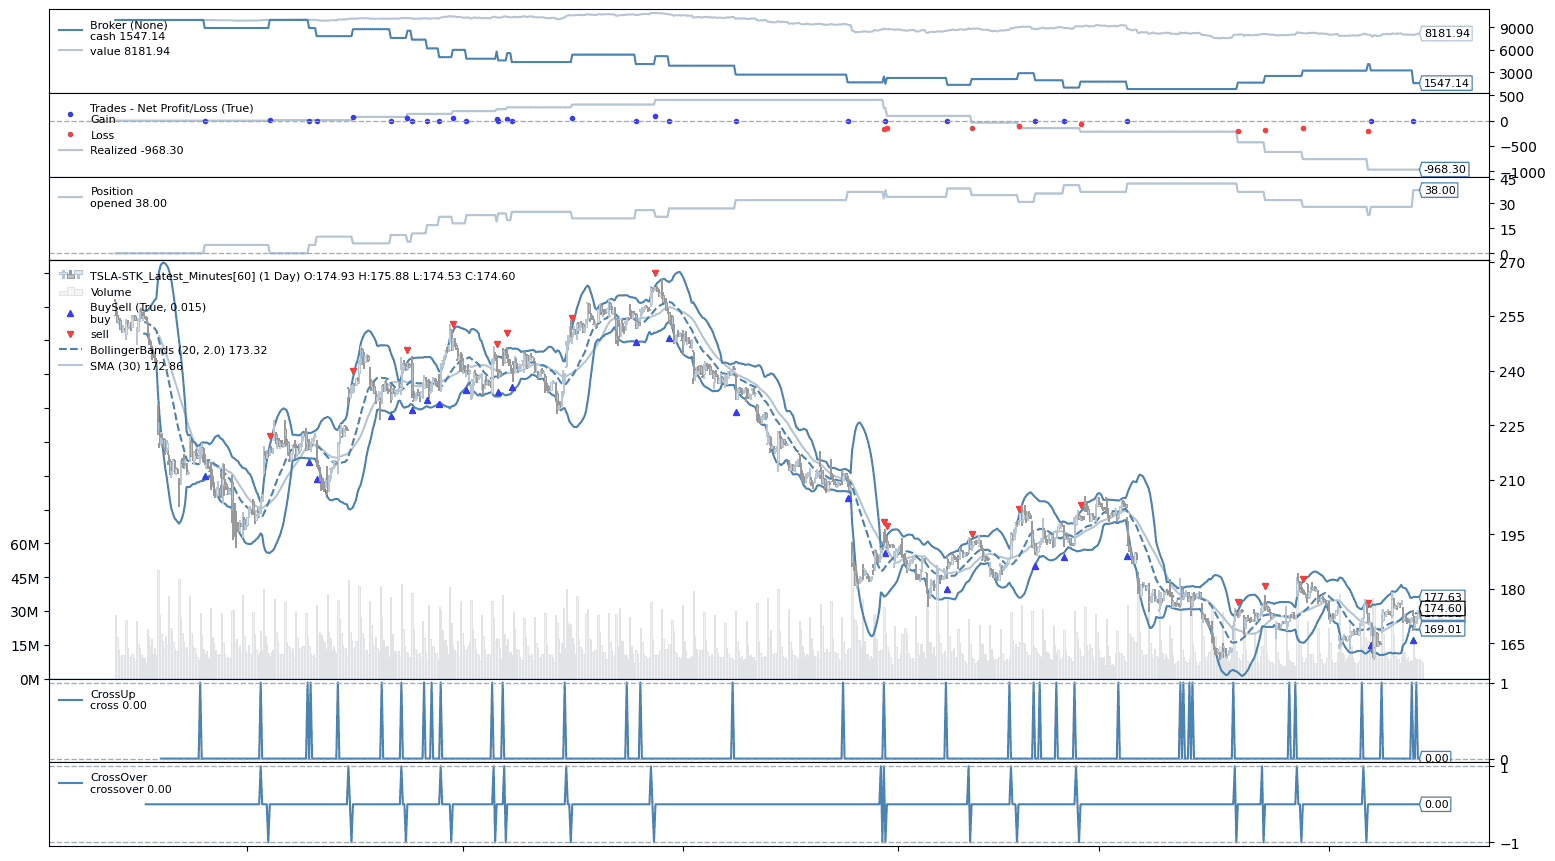 Broker (None)
cash 1547.14
value 8181.94
9000
6000
3000
8181.94
1547.14
Trades - Net Profit/Loss (True)
Gain
Loss
Realized -968.30
500
0
−500
−1000
-968.30
Position
opened 38.00
45
30
15
0
38.00
TSLA-STK_Latest_Minutes[60] (1 Day) O:174.93 H:175.88 L:174.53 C:174.60
Volume
BuySell (True, 0.015)
buy
sell
BollingerBands (20, 2.0) 173.32
SMA (30) 172.86
270
255
240
225
210
195
180
165
60M
45M
30M
15M
0M
177.63
174.60
169.01
CrossUp
cross 0.00
1
0
0.00
CrossOver
crossover 0.00
1
−1
0.00